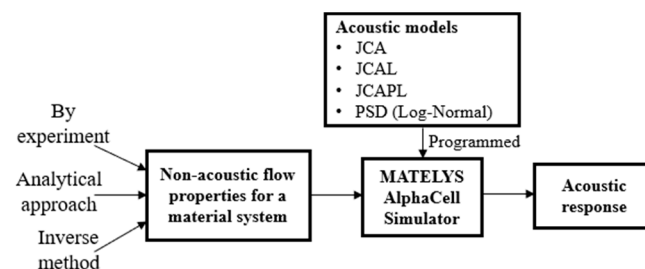 Acoustic models
• JCA
• JCAL
• JCAPL
• PSD (Log-Normal)
By
experiment
Programmed
Analytical
approach
Non-acoustic flow
properties for a
material system
MATELYS
AlphaCell
Simulator
Acoustic
response
Inverse
method